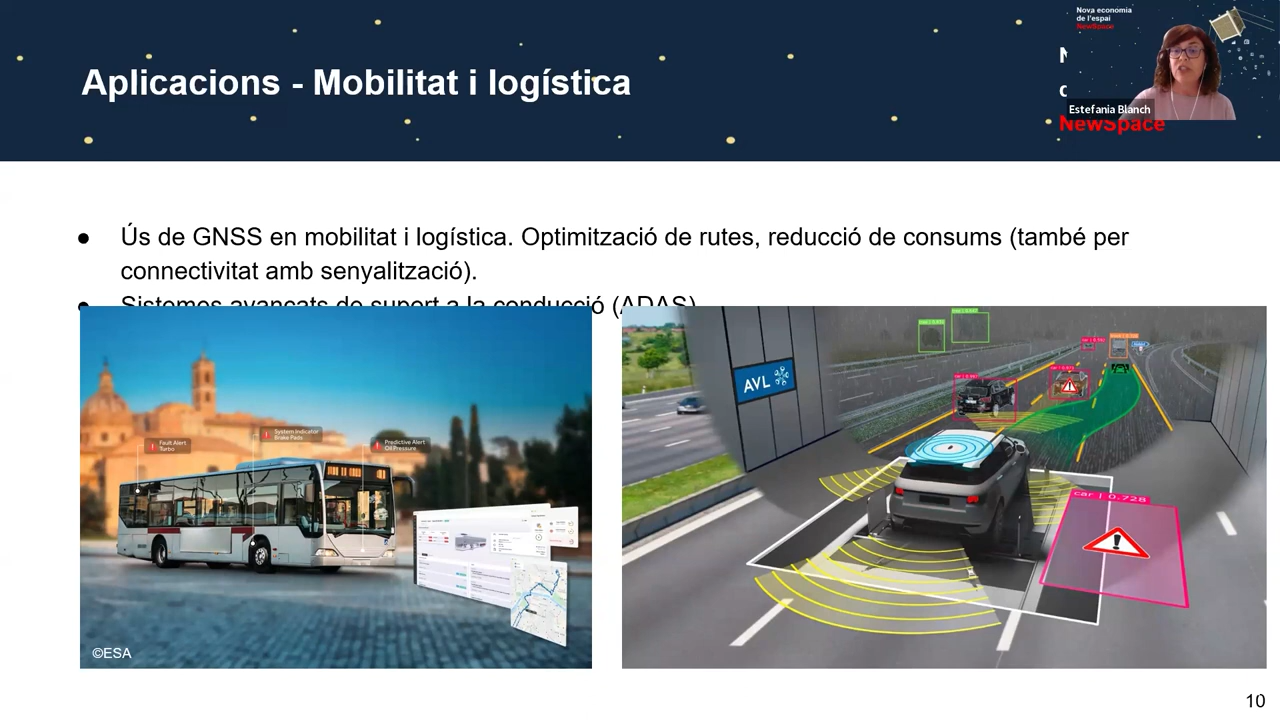 Nova economia
de l'espai
NewSpace
Aplicacions - Mobilitat i logística
Estefania Blanch
NewSpace
● Ús de GNSS en mobilitat i logística. Optimització de rutes, reducció de consums (també per
connectivitat amb senyalització).
● Sistemes avançats de suport a la conducció (ADAS)
AVL
Fault Alert
Turbo
System Indicator
Brake Pads
Predictive Alert
Oil Pressure
car | 0.728
©ESA
10